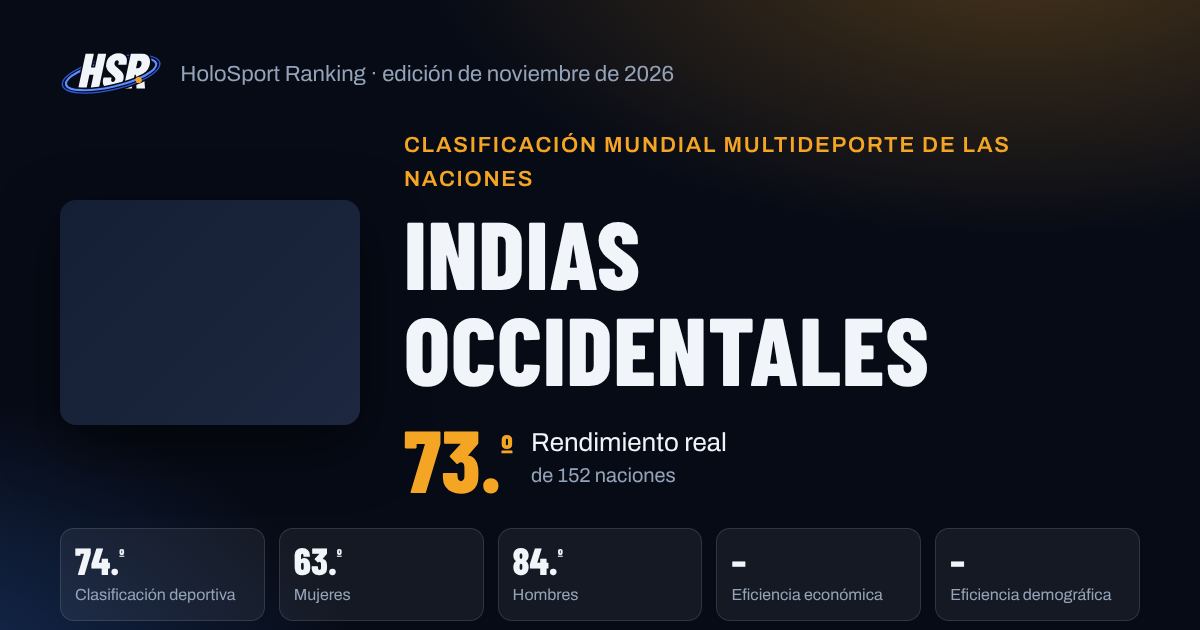 HSR
HoloSport Ranking · edición de noviembre de 2026
CLASIFICACIÓN MUNDIAL MULTIDEPORTE DE LAS
NACIONES
INDIAS
OCCIDENTALES
73.º
Rendimiento real
de 152 naciones
74.º
Clasificación deportiva
63.º
Mujeres
84.º
Hombres
–
Eficiencia económica
–
Eficiencia demográfica